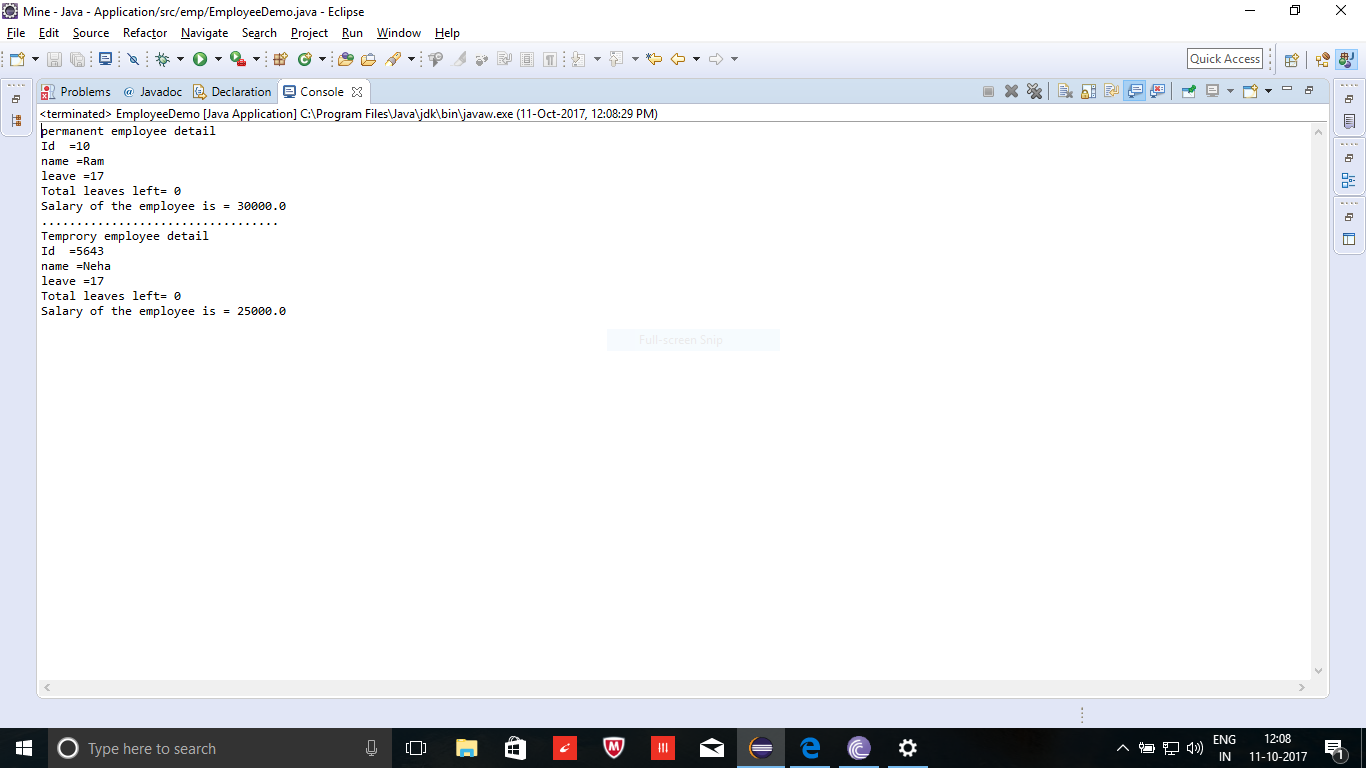 Mine - Java - Application/src/emp/EmployeeDemo.java - Eclipse
File Edit Source Refactor Navigate Search Project Run Window Help
Quick Access
Problems @ Javadoc Declaration Console
<terminated> EmployeeDemo [Java Application] C:\Program Files\Java\jdk\bin\javaw.exe (11-Oct-2017, 12:08:29 PM)
permanent employee detail
Id  =10
name =Ram
leave =17
Total leaves left= 0
Salary of the employee is = 30000.0
..................................
Temprory employee detail
Id  =5643
name =Neha
leave =17
Total leaves left= 0
Salary of the employee is = 25000.0
Full-screen Snip
Type here to search
ENG
IN
12:08
11-10-2017
1